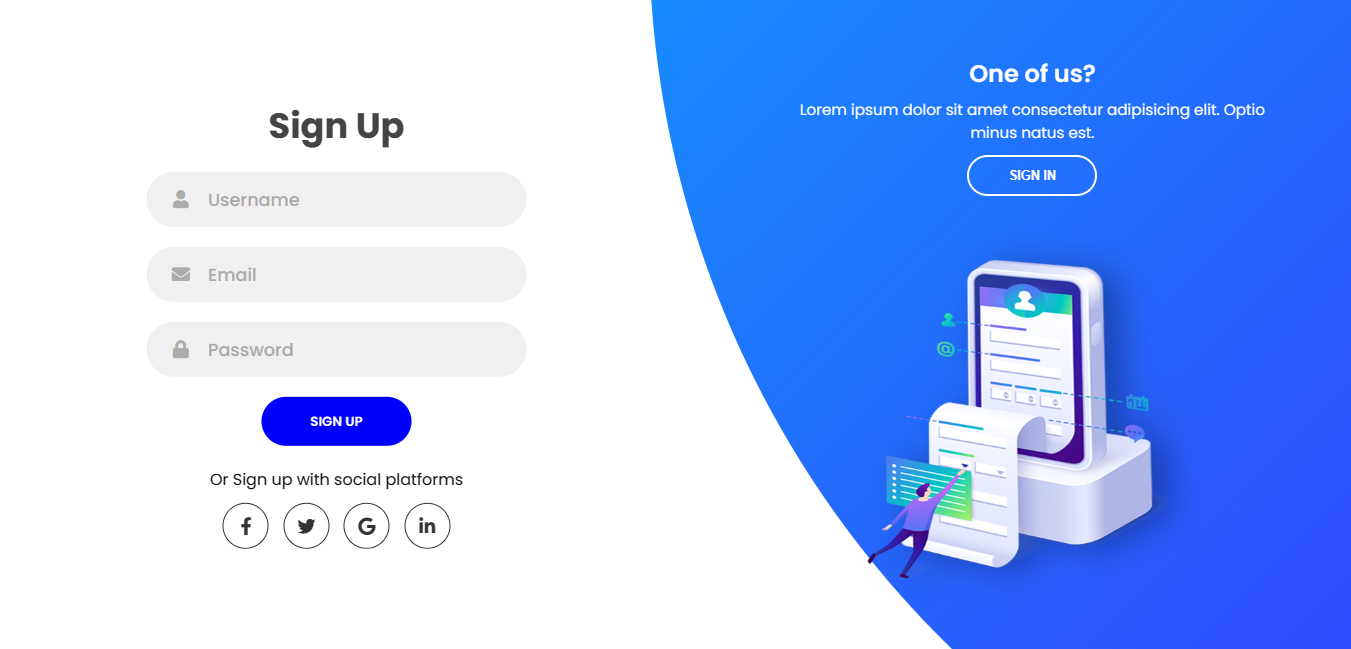 Sign Up
Username
Email
Password
SIGN UP
Or Sign up with social platforms
One of us?
Lorem ipsum dolor sit amet consectetur adipisicing elit. Optio
minus natus est.
SIGN IN